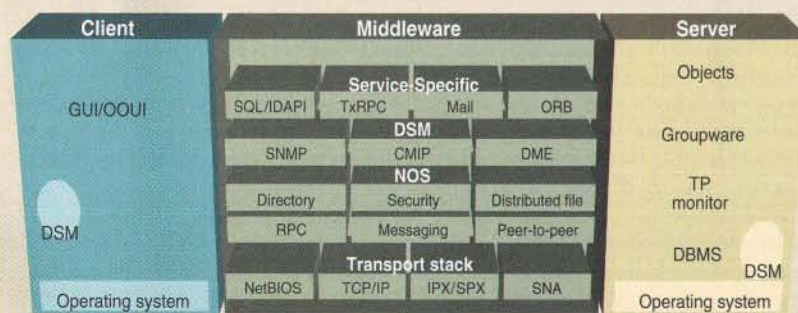 Client
GUI/OOUI
DSM
Operating system
Middleware
Service-Specific
SQL/IDAPI TxRPC Mail ORB
DSM
SNMP CMIP DME
NOS
Directory Security Distributed file
RPC Messaging Peer-to-peer
Transport stack
NetBIOS TCP/IP IPX/SPX SNA
Server
Objects
Groupware
TP
monitor
DBMS
DSM
Operating system